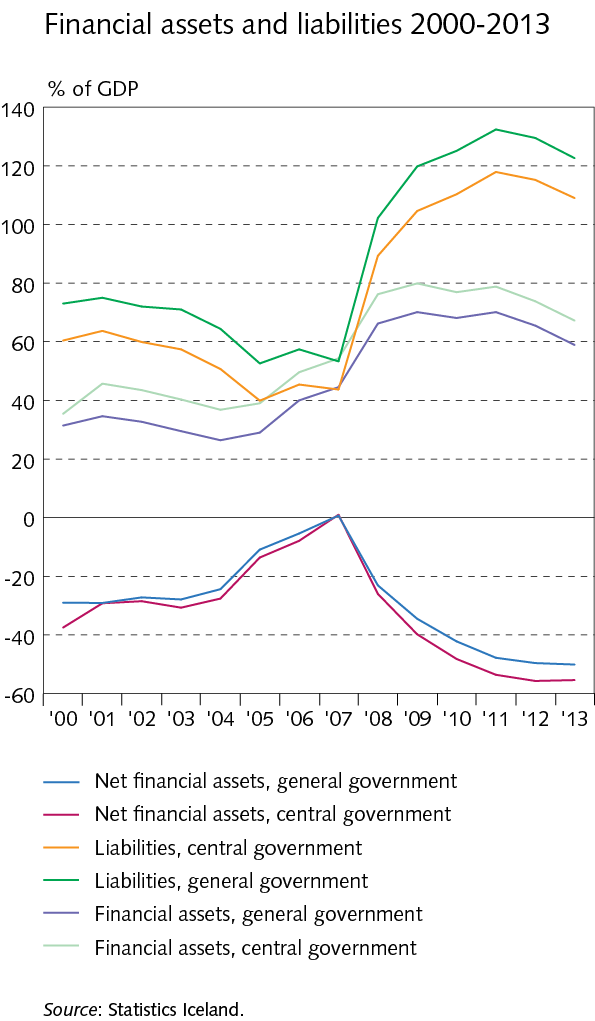 Financial assets and liabilities 2000-2013
% of GDP
140
120
100
80
60
40
20
0
-20
-40
-60
'00 '01 '02 '03 '04 '05 '06 '07 '08 '09 '10 '11 '12 '13
Net financial assets, general government
Net financial assets, central government
Liabilities, central government
Liabilities, general government
Financial assets, general government
Financial assets, central government
Source: Statistics Iceland.